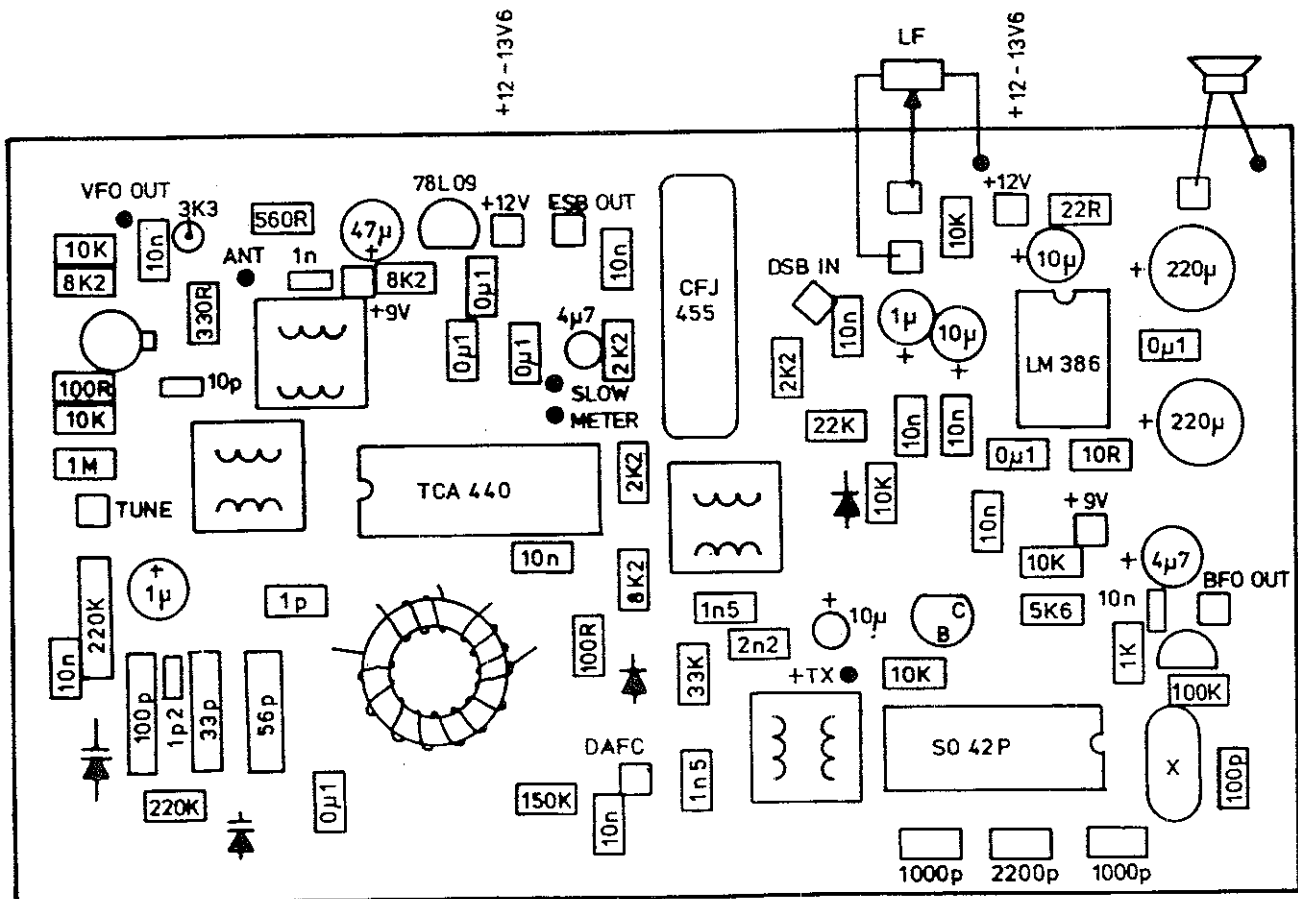 +12-13V6
LF
+12-13V6
VFO OUT
3K3
560R
47µ
+
78L09
+12V
ESB OUT
10K
8K2
10n
ANT
1n
8K2
+9V
330R
0µ1
0µ1
0µ1
4µ7
10n
2K2
CFJ
455
10K
+12V
22R
+
10µ
+
220µ
DSB IN
10n
1µ
+
10µ
+
LM 386
0µ1
2K2
100R
10K
1M
10p
SLOW
METER
22K
10n
10n
0µ1
10R
+
220µ
TUNE
TCA 440
2K2
10K
10n
+9V
10n
8K2
10K
+
4µ7
BFO OUT
220K
+
1µ
1p
1n5
+
10µ
C
B
5K6
10n
10n
100R
33K
2n2
+TX
10K
1K
100K
100p
1p2
33p
56p
DAFC
1n5
SO 42P
X
100p
220K
0µ1
150K
10n
1000p
2200p
1000p